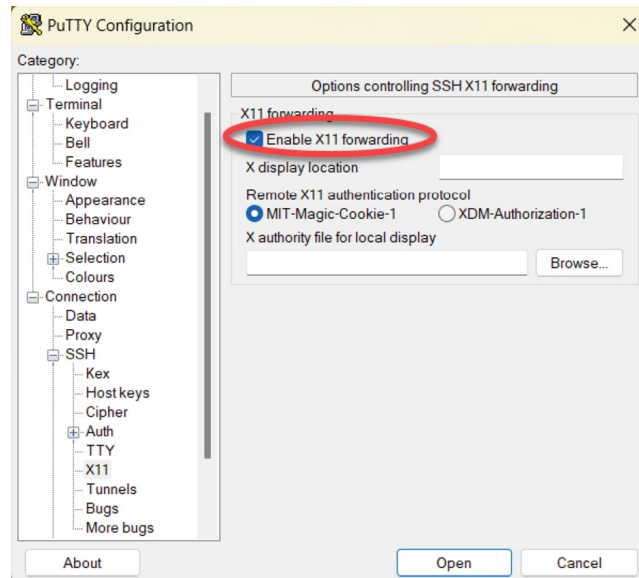 PuTTY Configuration
Category:
Logging
Terminal
Keyboard
Bell
Features
Window
Appearance
Behaviour
Translation
Selection
Colours
Connection
Data
Proxy
SSH
Kex
Host keys
Cipher
Auth
TTY
X11
Tunnels
Bugs
More bugs
Options controlling SSH X11 forwarding
X11 forwarding
Enable X11 forwarding
X display location
Remote X11 authentication protocol
MIT-Magic-Cookie-1 XDM-Authorization-1
X authority file for local display
Browse...
About Open Cancel